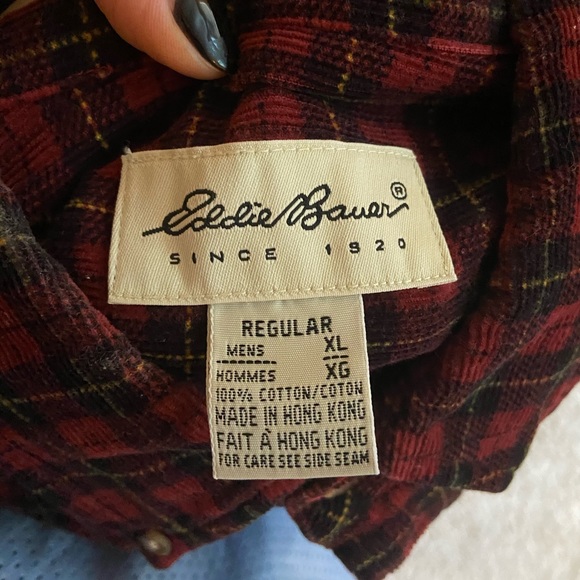 Eddie Bauer®
SINCE 1920
REGULAR
MENS XL
HOMMES XG
100% COTTON/COTON
MADE IN HONG KONG
FAIT À HONG KONG
FOR CARE SEE SIDE SEAM